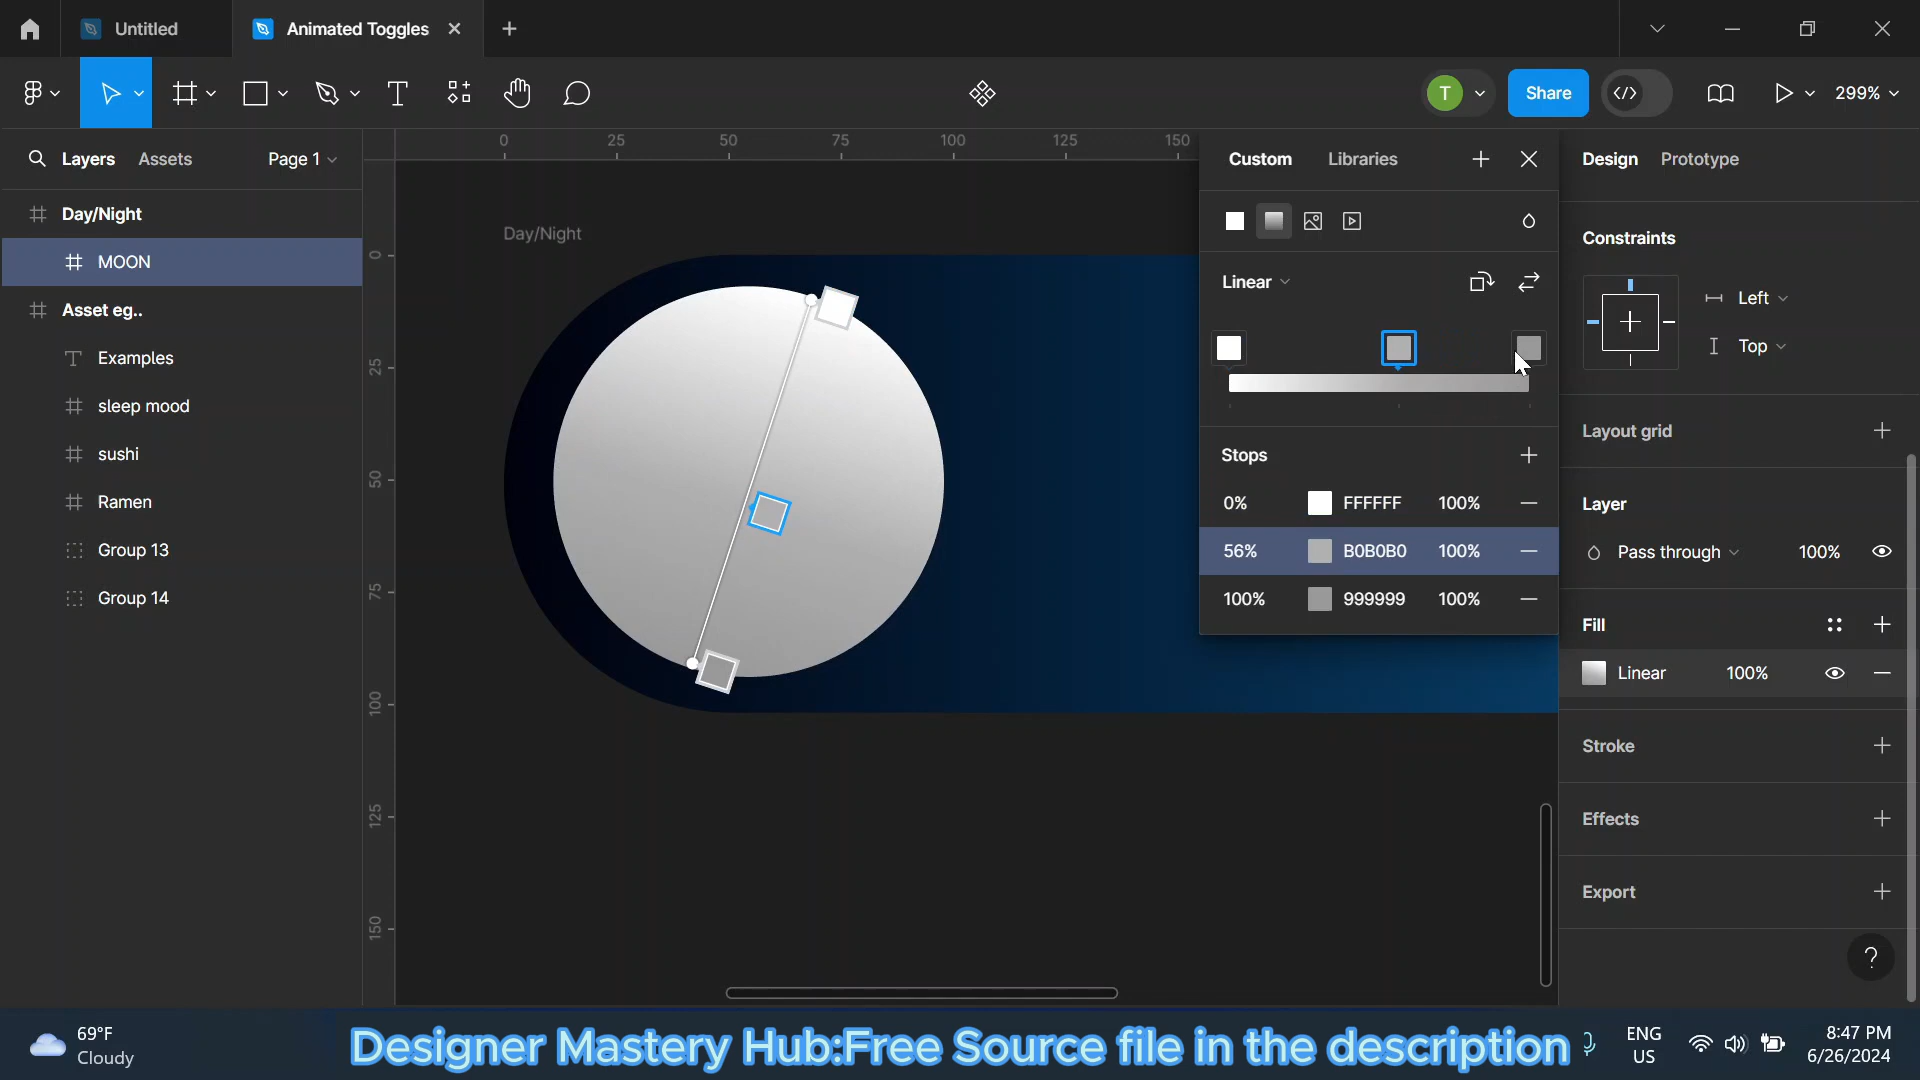 Untitled
Animated Toggles
T
Share
299%
Layers
Assets
Page 1
0
25
50
75
100
125
150
Custom
Libraries
Design
Prototype
Day/Night
MOON
Asset eg..
Examples
sleep mood
sushi
Ramen
Group 13
Group 14
Day/Night
0
25
50
75
100
125
150
Linear
Stops
0%
FFFFFF
100%
56%
B0B0B0
100%
100%
999999
100%
Constraints
Left
Top
Layout grid
Layer
Pass through
100%
Fill
Linear
100%
Stroke
Effects
Export
?
69°F
Cloudy
Designer Mastery Hub:Free Source file in the description
ENG
US
8:47 PM
6/26/2024